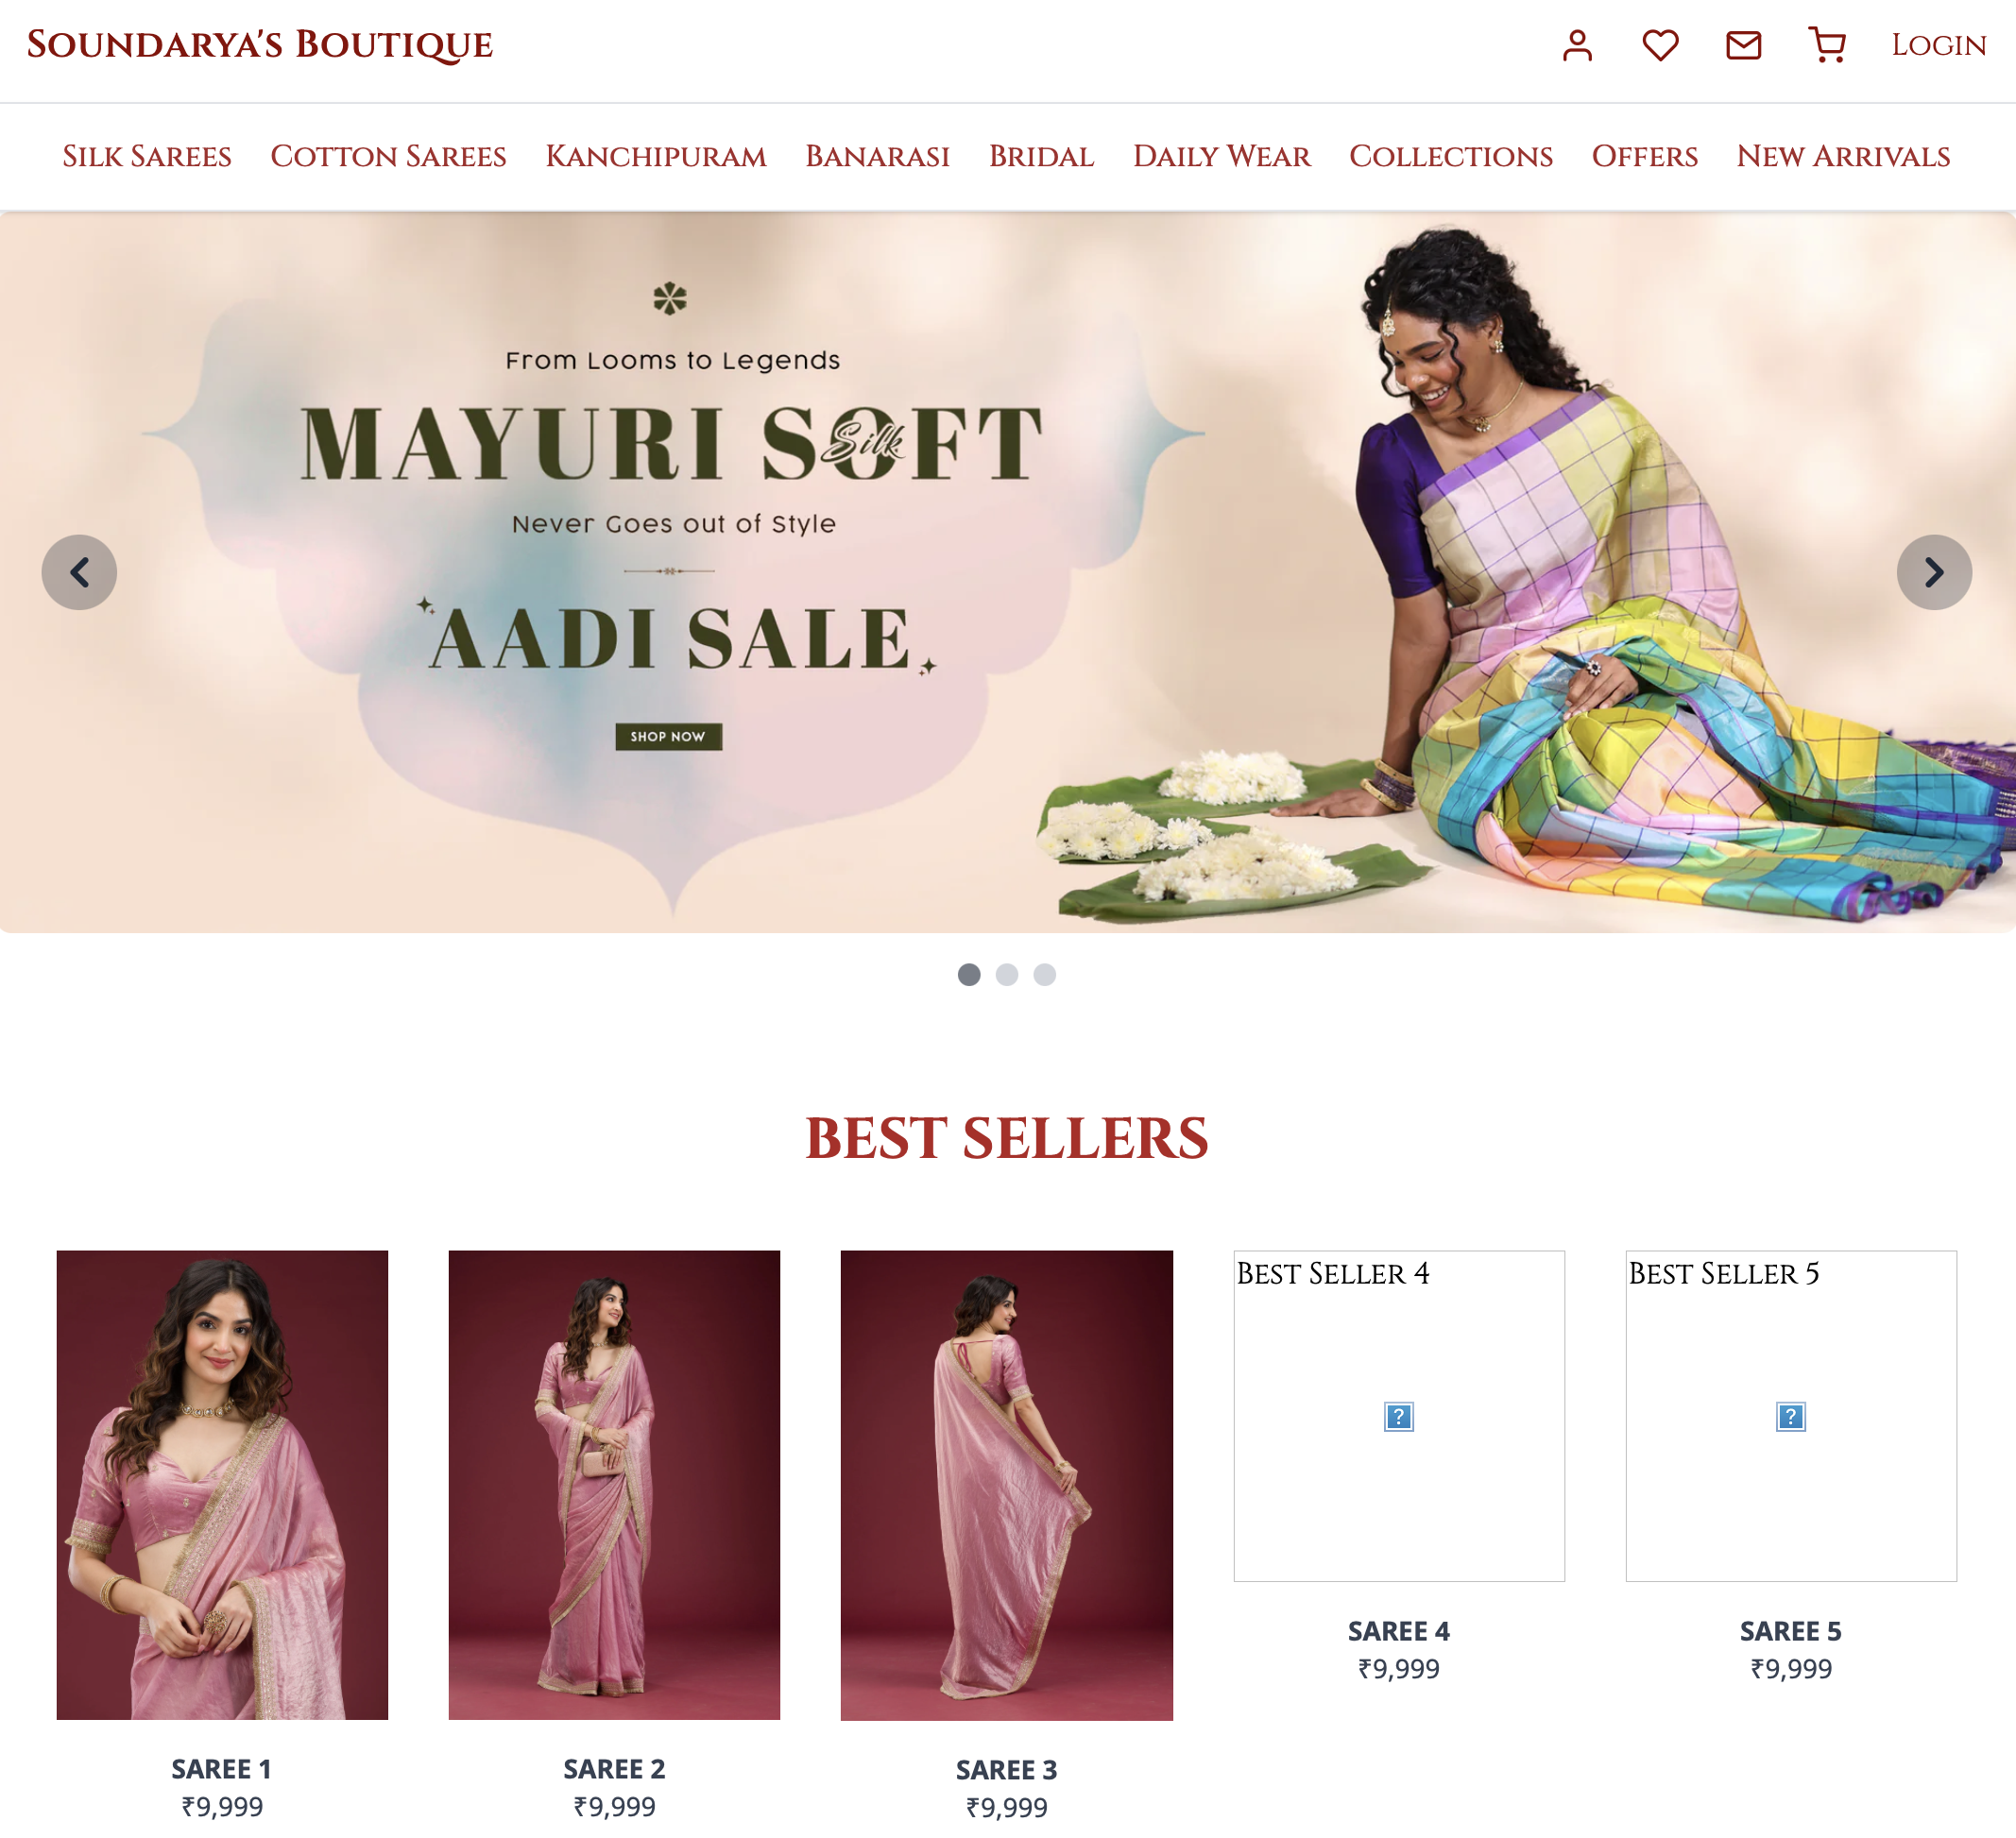 Soundarya's Boutique
Login
Silk Sarees Cotton Sarees Kanchipuram Banarasi Bridal Daily Wear Collections Offers New Arrivals
From Looms to Legends
MAYURI SOFT
Silk
Never Goes out of Style
AADI SALE
SHOP NOW
BEST SELLERS
Best Seller 4
Best Seller 5
SAREE 4
₹9,999
SAREE 5
₹9,999
SAREE 1
₹9,999
SAREE 2
₹9,999
SAREE 3
₹9,999